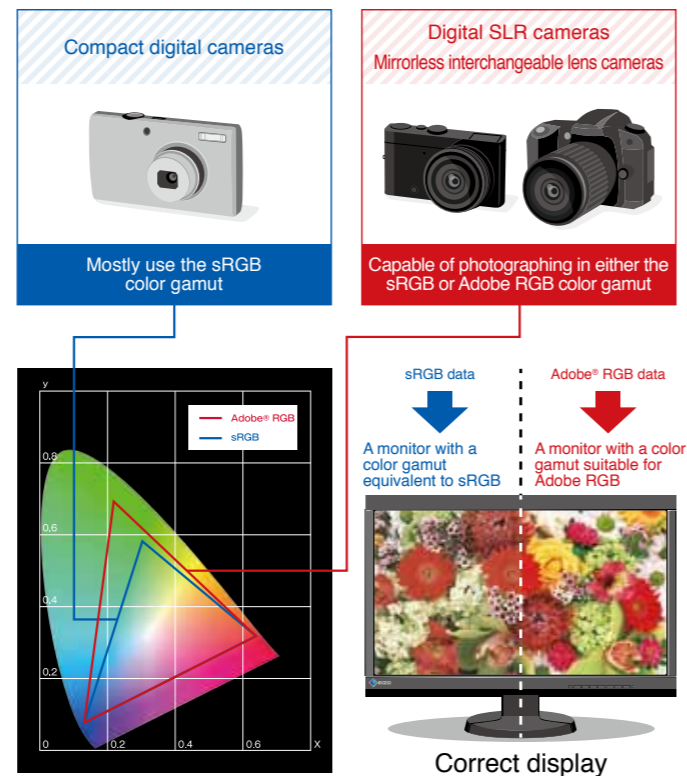 Compact digital cameras
Mostly use the sRGB
color gamut
Digital SLR cameras
Mirrorless interchangeable lens cameras
Capable of photographing in either the
sRGB or Adobe RGB color gamut
y
Adobe® RGB
sRGB
0.8
0.6
0.4
0.2
0
0.2
0.4
0.6
X
sRGB data
A monitor with a
color gamut
equivalent to sRGB
Adobe® RGB data
A monitor with a color
gamut suitable for
Adobe RGB
EIZO
Correct display